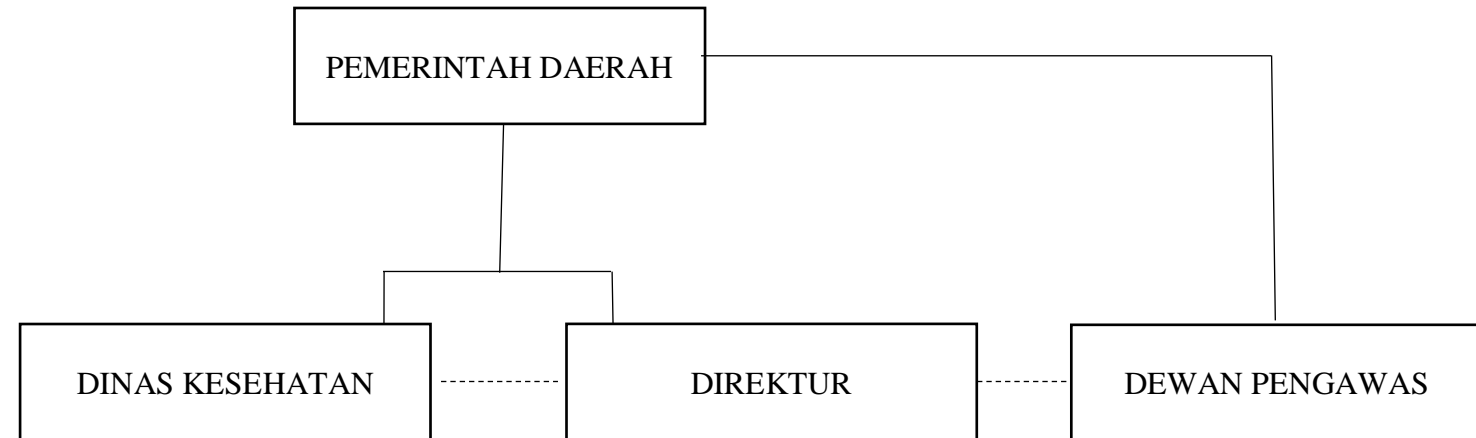 PEMERINTAH DAERAH
DINAS KESEHATAN
DIREKTUR
DEWAN PENGAWAS